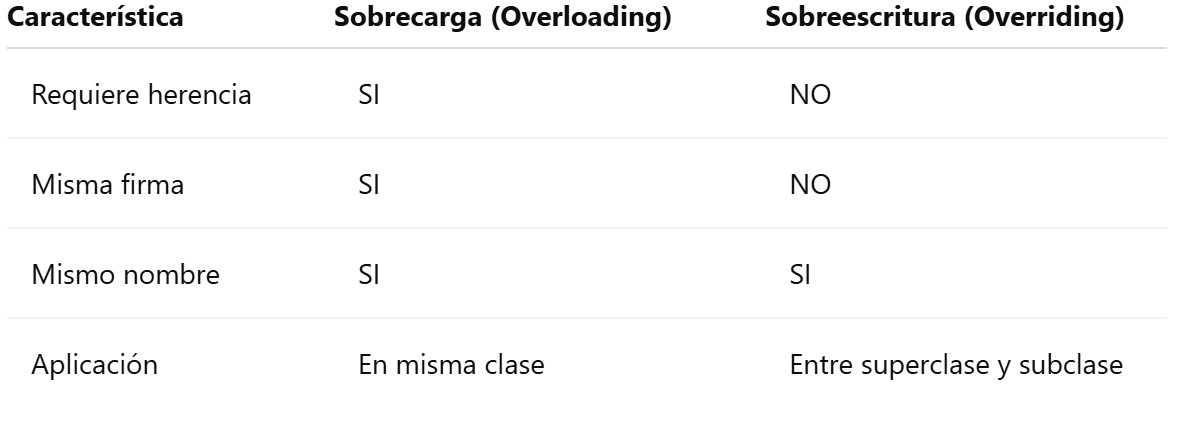 Característica Sobrecarga (Overloading) Sobreescritura (Overriding)
Requiere herencia SI NO
Misma firma SI NO
Mismo nombre SI SI
Aplicación En misma clase Entre superclase y subclase